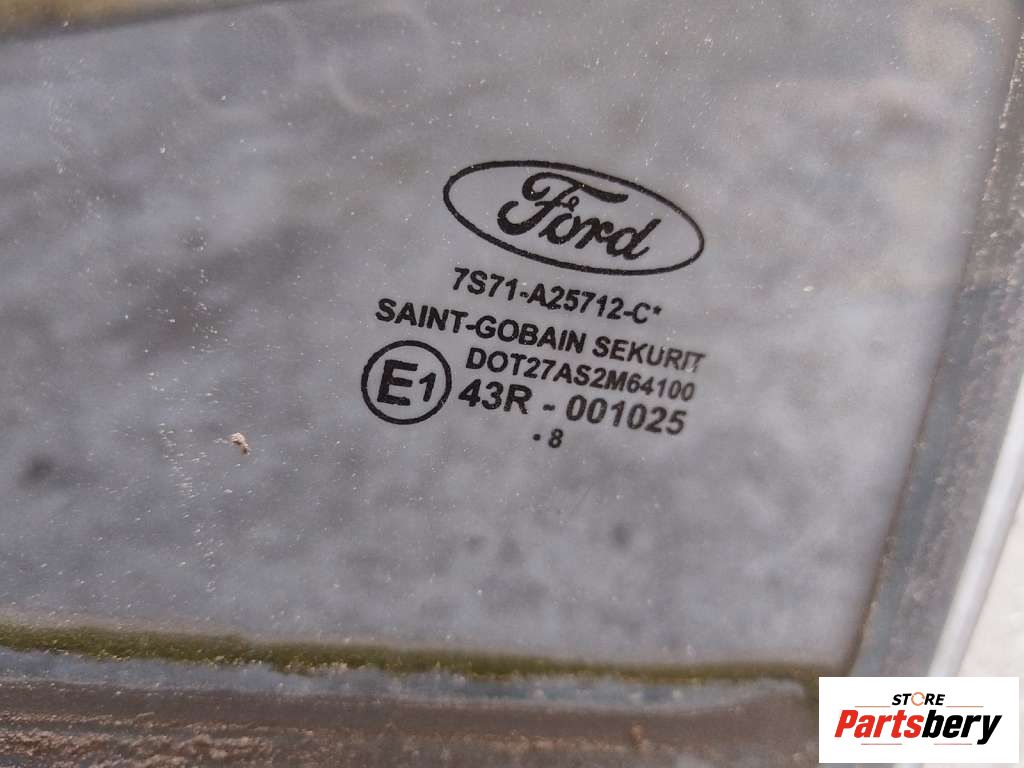 Ford
7S71-A25712-C*
SAINT-GOBAIN SEKURIT
DOT27AS2M64100
E1 43R - 001025
. 8
STORE
Partsbery